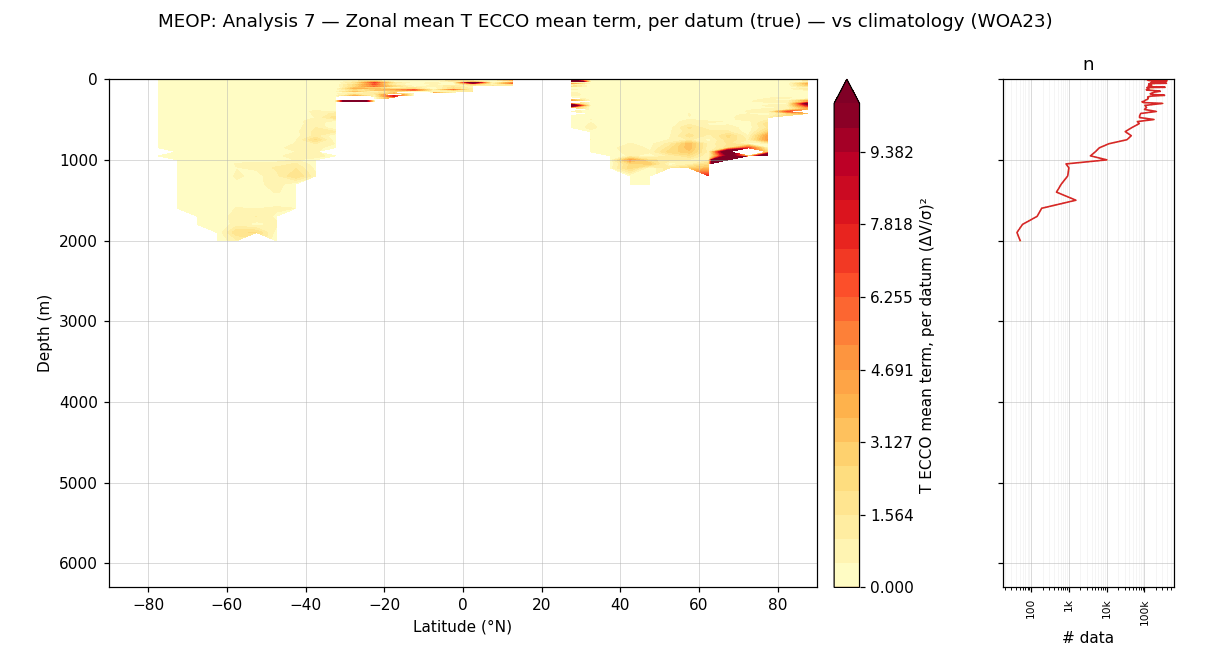 MEOP: Analysis 7 — Zonal mean T ECCO mean term, per datum (true) — vs climatology (WOA23)
n
0
1000
2000
3000
4000
5000
6000
Depth (m)
−80
−60
−40
−20
0
20
40
60
80
Latitude (°N)
9.382
7.818
6.255
4.691
3.127
1.564
0.000
T ECCO mean term, per datum (ΔV/σ)²
100
1k
10k
100k
# data